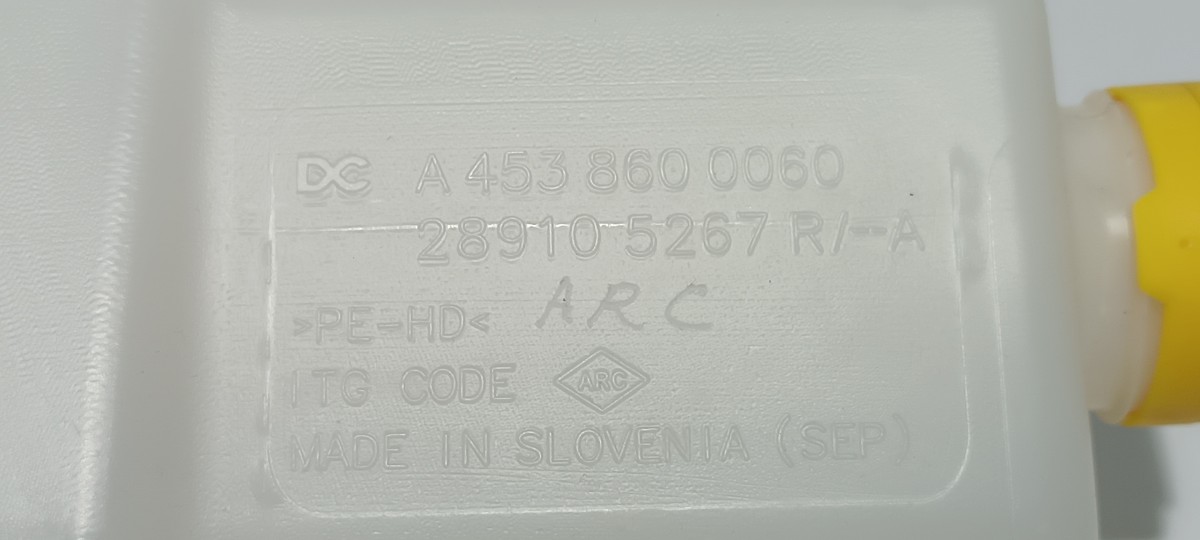 DC A 453 860 0060
28910 5267 R/--A
>PE-HD< ARC
ITG CODE ARC
MADE IN SLOVENIA (SEP)